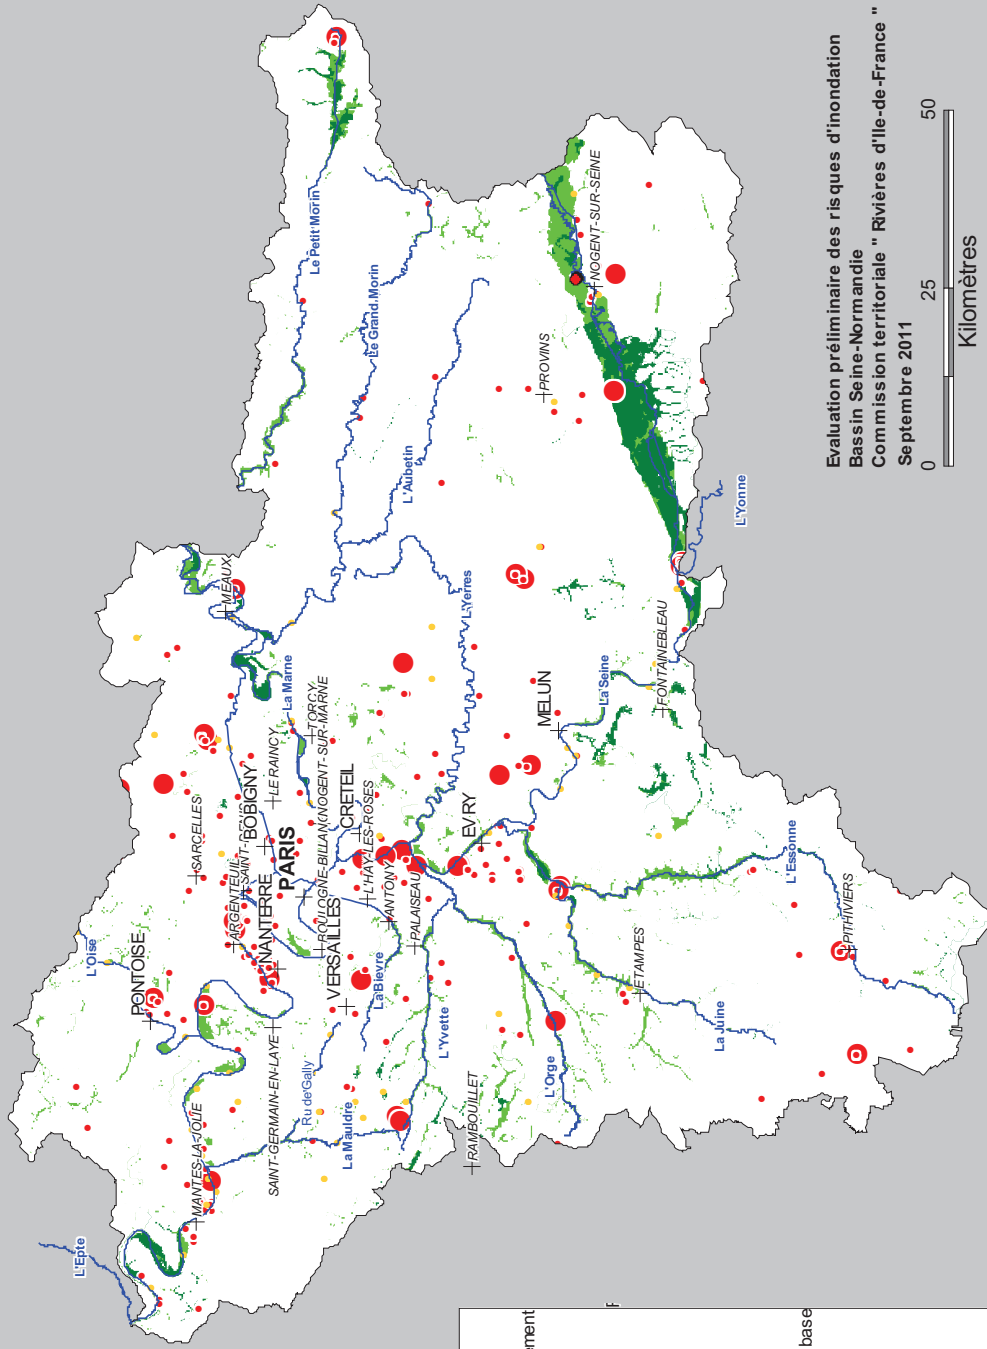 L'Epte
MANTES-LA-JOLIE
SAINT-GERMAIN-EN-LAYE
Ru de Gally
La Mauldre
RAMBOUILLET
L'Oise
PONTOISE
ARGENTEUIL
NANTERRE
VERSAILLES
La Bièvre
L'Yvette
L'Orge
La Juine
ETAMPES
PITHIVIERS
L'Essonne
SARCELLES
BOBIGNY
PARIS
LE RAINCY
TORCY
NOGENT-SUR-MARNE
CRETEIL
L'HAY-LES-ROSES
ANTONY
PALAISEAU
EVRY
MELUN
La Seine
FONTAINEBLEAU
La Marne
MEAUX
L'Yerres
L'Aubetin
Le Grand Morin
Le Petit Morin
PROVINS
NOGENT-SUR-SEINE
L'Yonne
Evaluation préliminaire des risques d'inondation
Bassin Seine-Normandie
Commission territoriale " Rivières d'Ile-de-France "
Septembre 2011
0 25 50
Kilomètres
ement
base